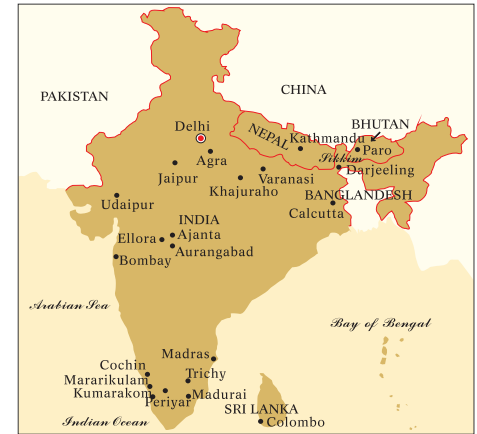 CHINA
PAKISTAN
Delhi
NEPAL
Kathmandu
BHUTAN
Paro
Sikkim
Darjeeling
Agra
Jaipur
Khajuraho
Varanasi
Udaipur
BANGLANDESH
Calcutta
INDIA
Ellora
Ajanta
Aurangabad
Bombay
Arabian Sea
Bay of Bengal
Madras
Cochin
Trichy
Mararikulam
Kumarakom
Periyar
Madurai
SRI LANKA
Colombo
Indian Ocean